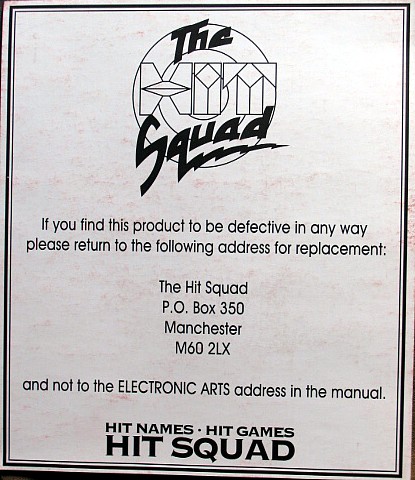 The
HIT
Squad
If you find this product to be defective in any way
please return to the following address for replacement:
The Hit Squad
P.O. Box 350
Manchester
M60 2LX
and not to the ELECTRONIC ARTS address in the manual.
HIT NAMES · HIT GAMES
HIT SQUAD